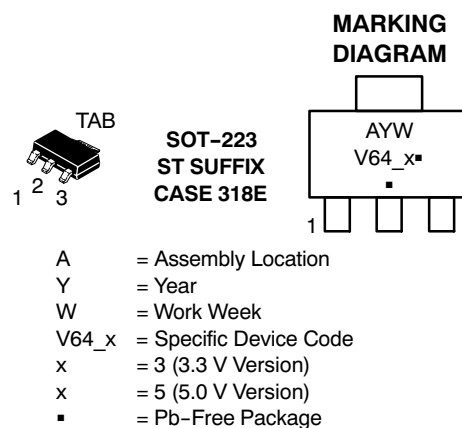 MARKING
DIAGRAM
TAB
1 2 3
SOT−223
ST SUFFIX
CASE 318E
AYW
V64_x▪
▪
1
A = Assembly Location
Y = Year
W = Work Week
V64_x = Specific Device Code
x = 3 (3.3 V Version)
x = 5 (5.0 V Version)
▪ = Pb−Free Package